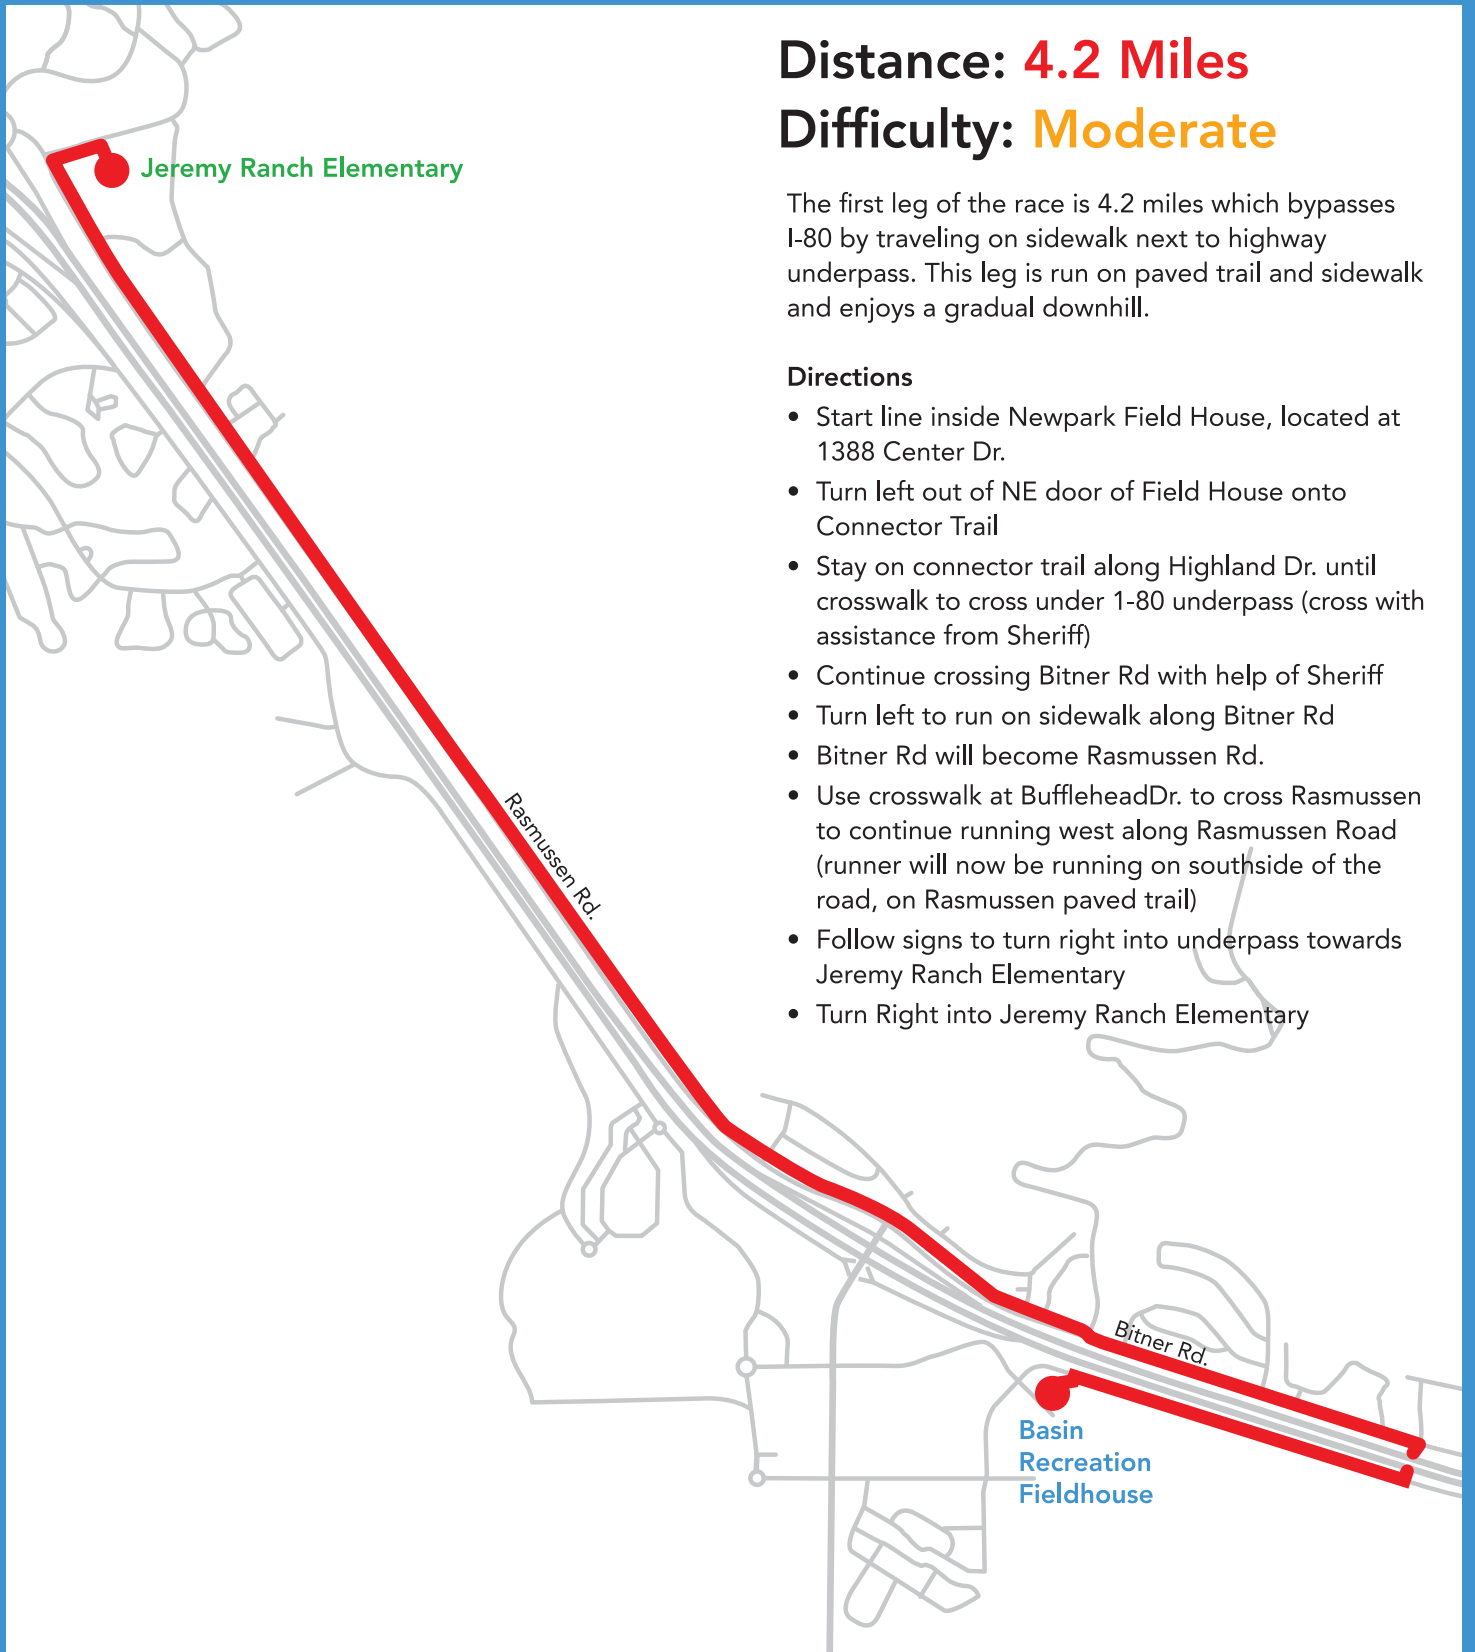 Distance: 4.2 Miles
Difficulty: Moderate
Jeremy Ranch Elementary
The first leg of the race is 4.2 miles which bypasses
I-80 by traveling on sidewalk next to highway
underpass. This leg is run on paved trail and sidewalk
and enjoys a gradual downhill.
Directions
• Start line inside Newpark Field House, located at
1388 Center Dr.
• Turn left out of NE door of Field House onto
Connector Trail
• Stay on connector trail along Highland Dr. until
crosswalk to cross under 1-80 underpass (cross with
assistance from Sheriff)
• Continue crossing Bitner Rd with help of Sheriff
• Turn left to run on sidewalk along Bitner Rd
• Bitner Rd will become Rasmussen Rd.
• Use crosswalk at BuffleheadDr. to cross Rasmussen
to continue running west along Rasmussen Road
(runner will now be running on southside of the
road, on Rasmussen paved trail)
• Follow signs to turn right into underpass towards
Jeremy Ranch Elementary
• Turn Right into Jeremy Ranch Elementary
Rasmussen Rd.
Bitner Rd.
Basin
Recreation
Fieldhouse